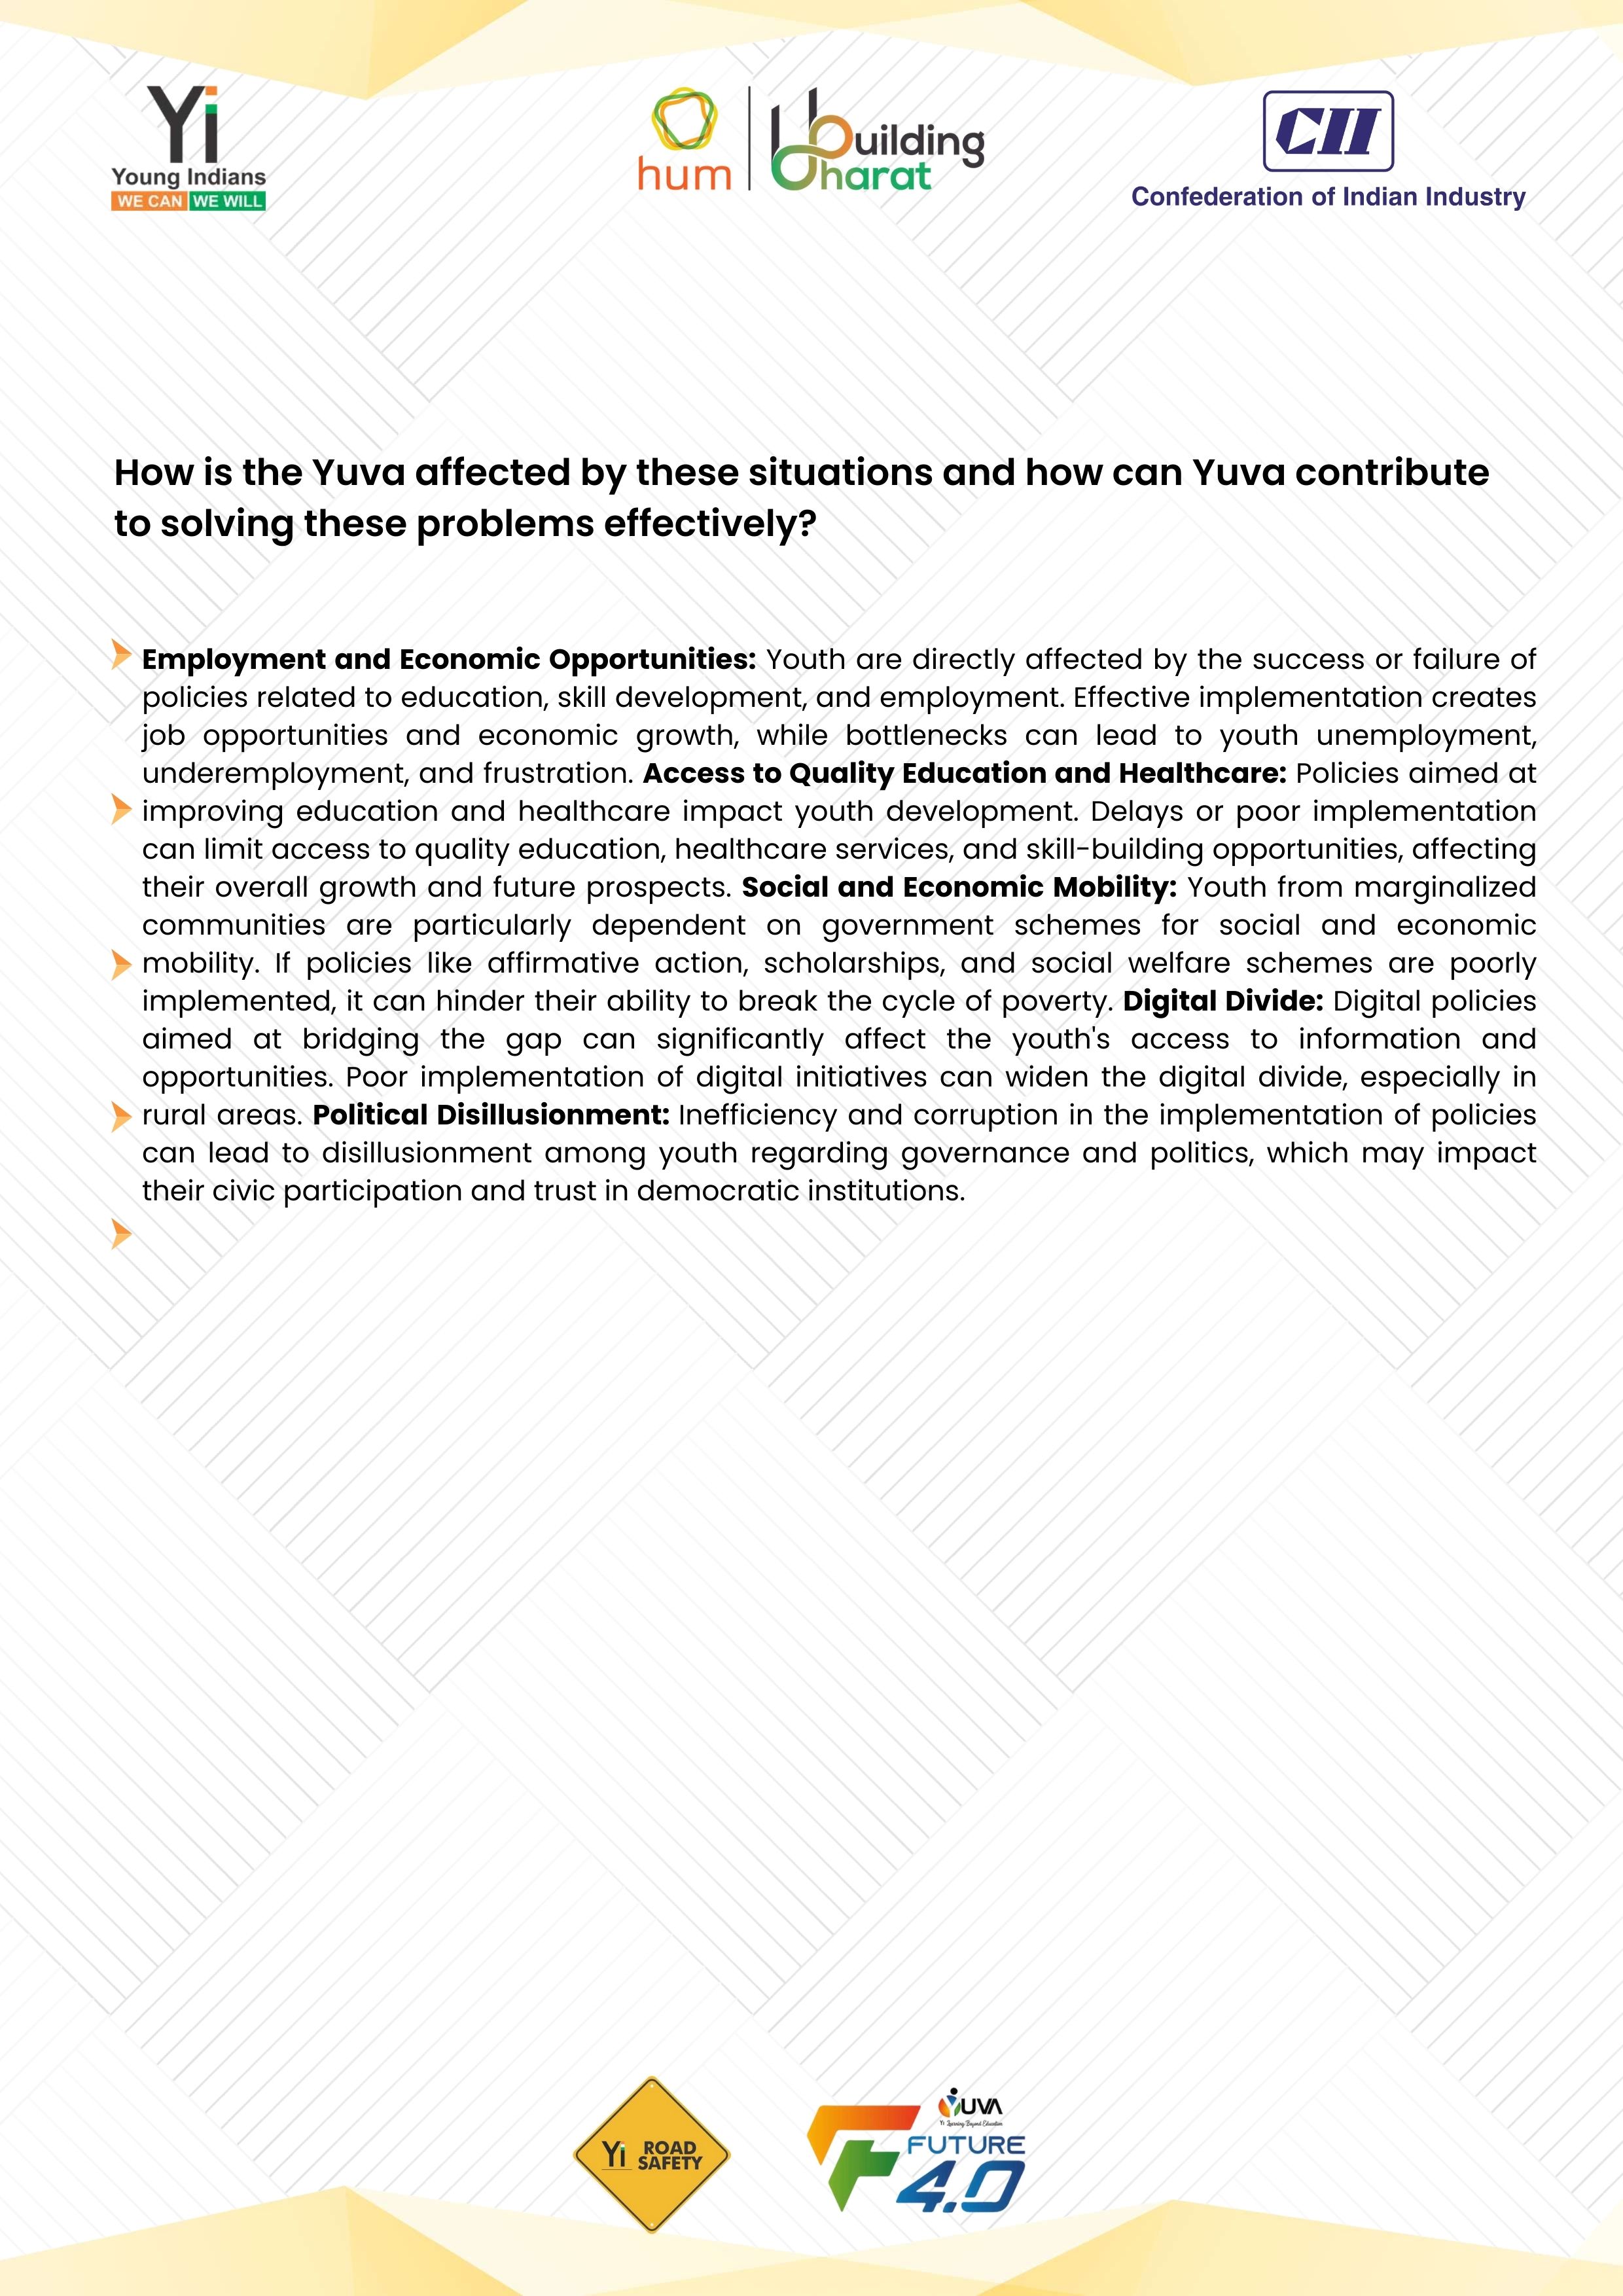 Yi
Young Indians
WE CAN WE WILL
hum
Building
Bharat
CII
Confederation of Indian Industry
How is the Yuva affected by these situations and how can Yuva contribute
to solving these problems effectively?
Employment and Economic Opportunities: Youth are directly affected by the success or failure of
policies related to education, skill development, and employment. Effective implementation creates
job opportunities and economic growth, while bottlenecks can lead to youth unemployment,
underemployment, and frustration. Access to Quality Education and Healthcare: Policies aimed at
improving education and healthcare impact youth development. Delays or poor implementation
can limit access to quality education, healthcare services, and skill-building opportunities, affecting
their overall growth and future prospects. Social and Economic Mobility: Youth from marginalized
communities are particularly dependent on government schemes for social and economic
mobility. If policies like affirmative action, scholarships, and social welfare schemes are poorly
implemented, it can hinder their ability to break the cycle of poverty. Digital Divide: Digital policies
aimed at bridging the gap can significantly affect the youth's access to information and
opportunities. Poor implementation of digital initiatives can widen the digital divide, especially in
rural areas. Political Disillusionment: Inefficiency and corruption in the implementation of policies
can lead to disillusionment among youth regarding governance and politics, which may impact
their civic participation and trust in democratic institutions.
Yi ROAD
SAFETY
YUVA
Yi Learning Beyond Education
FUTURE
4.0